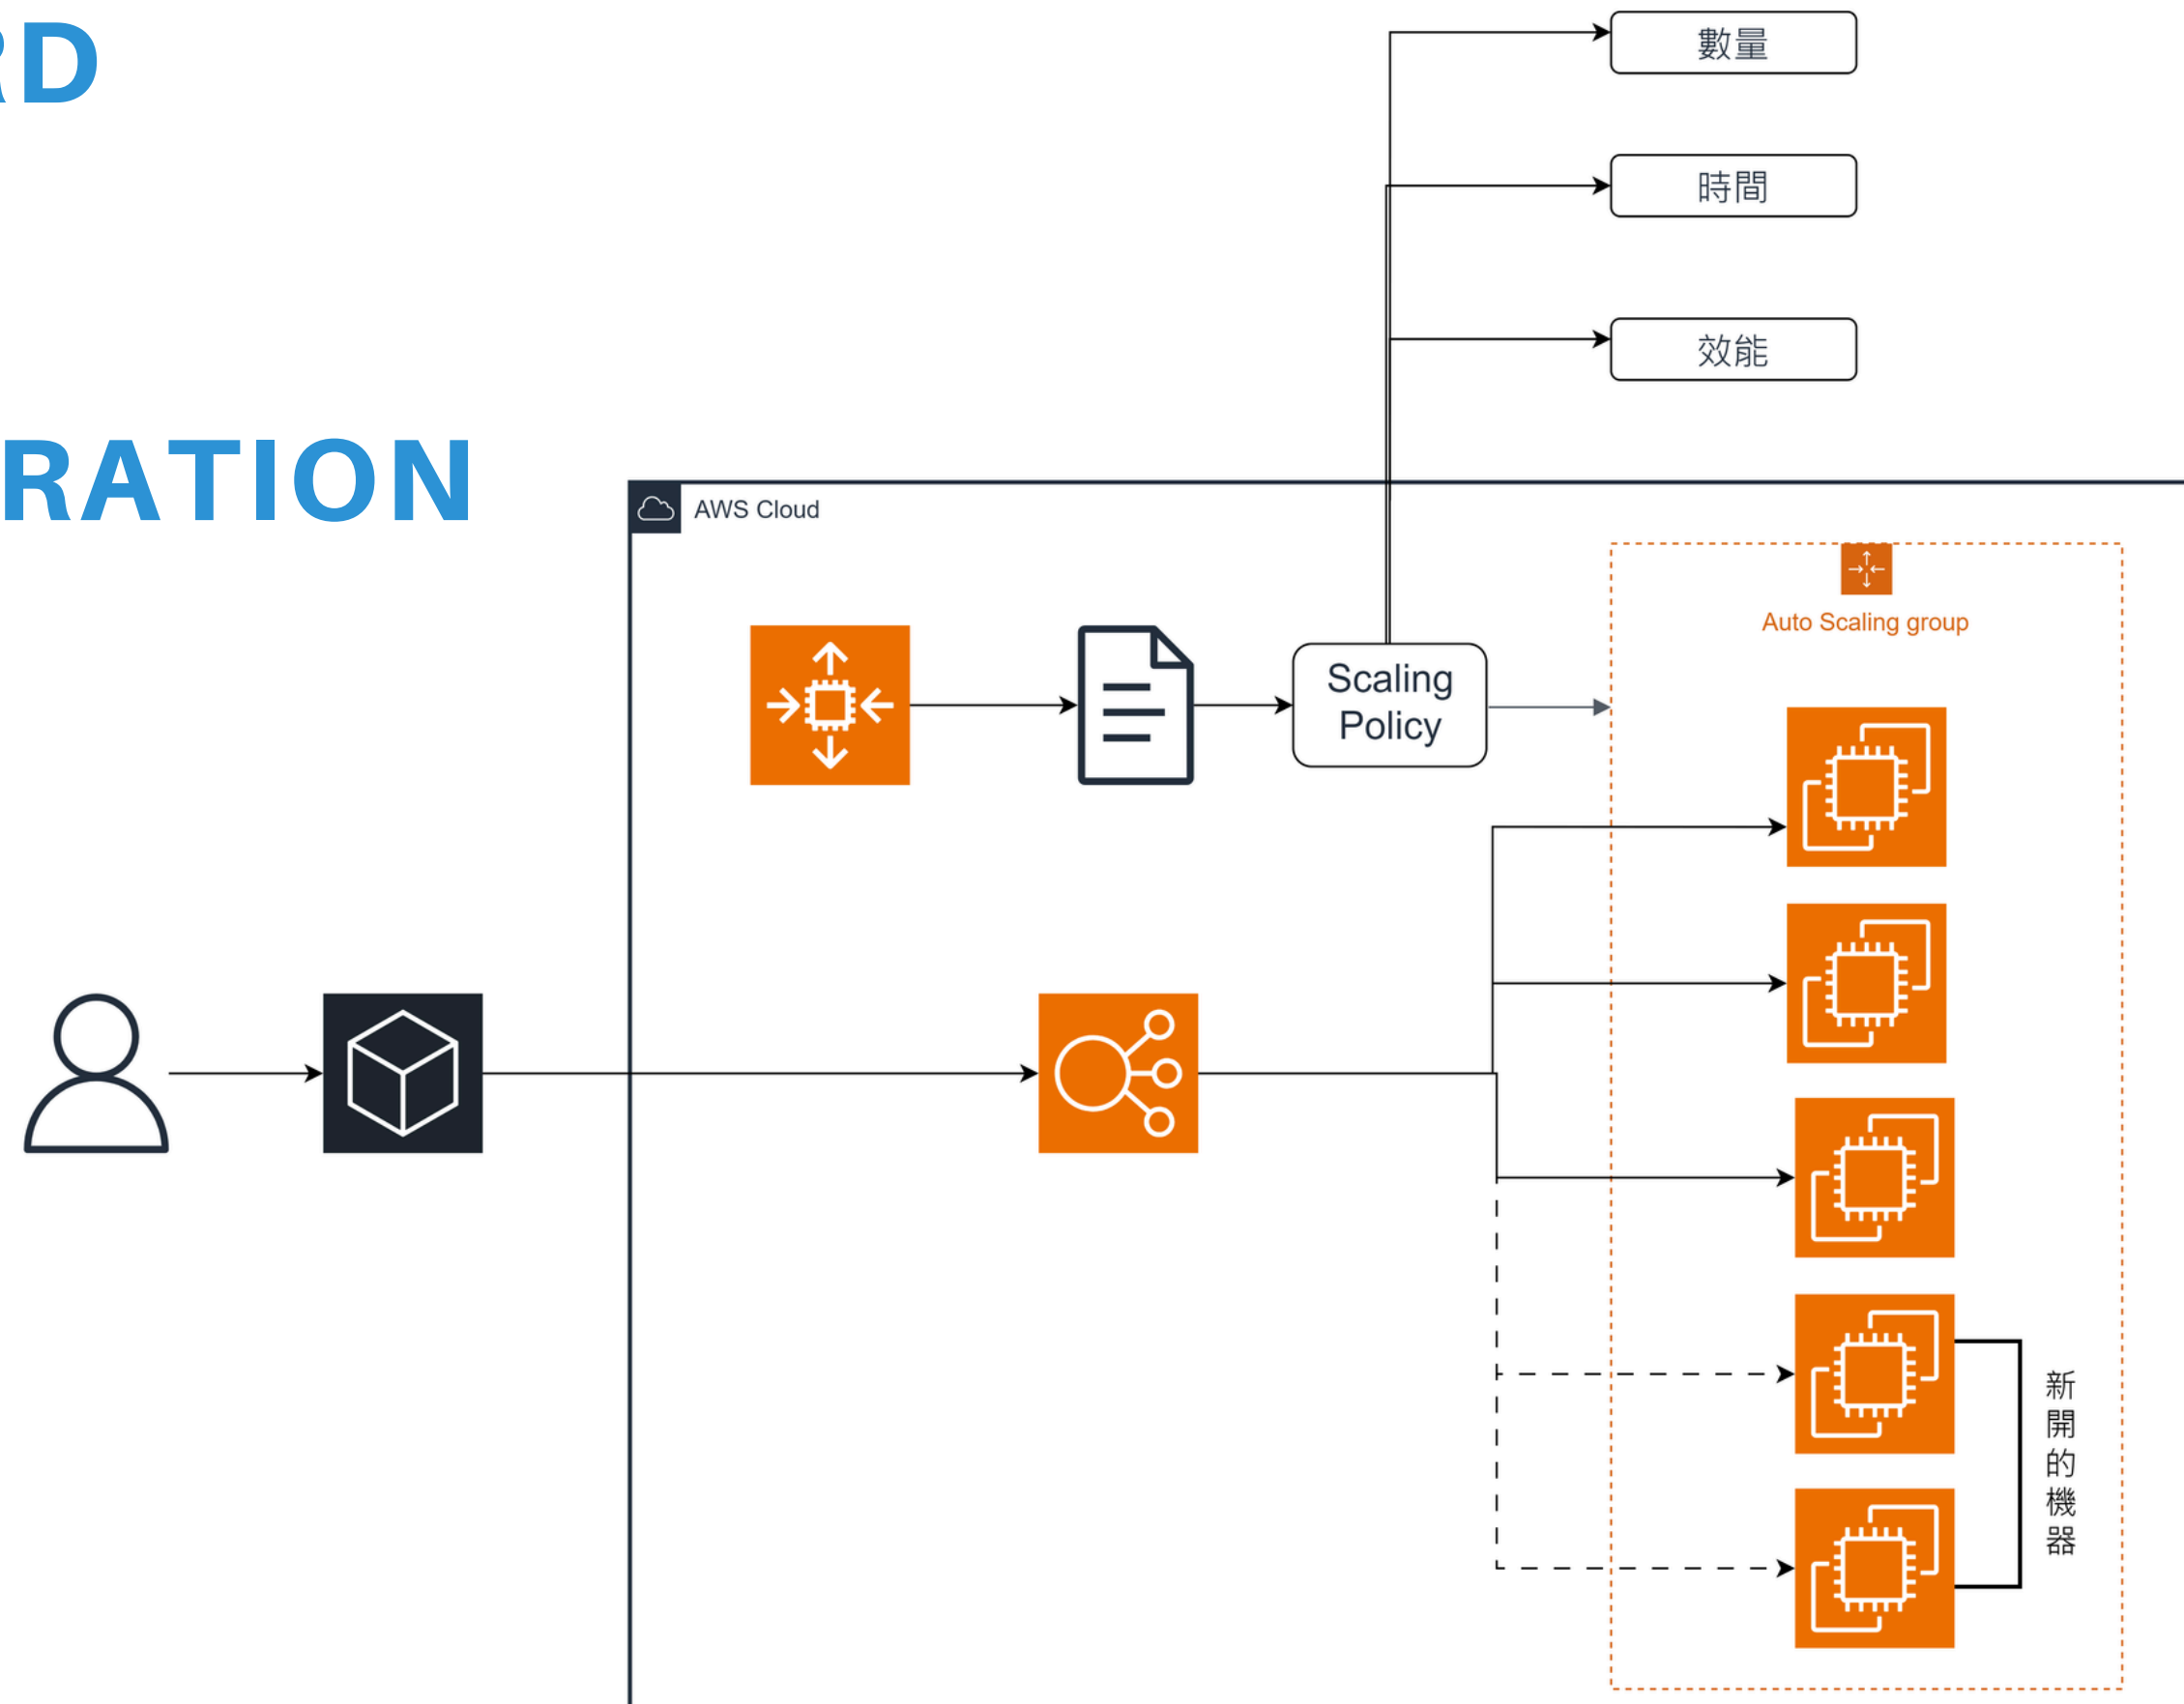 RD
RATION
數量
時間
效能
AWS Cloud
Auto Scaling group
Scaling
Policy
新
開
的
機
器